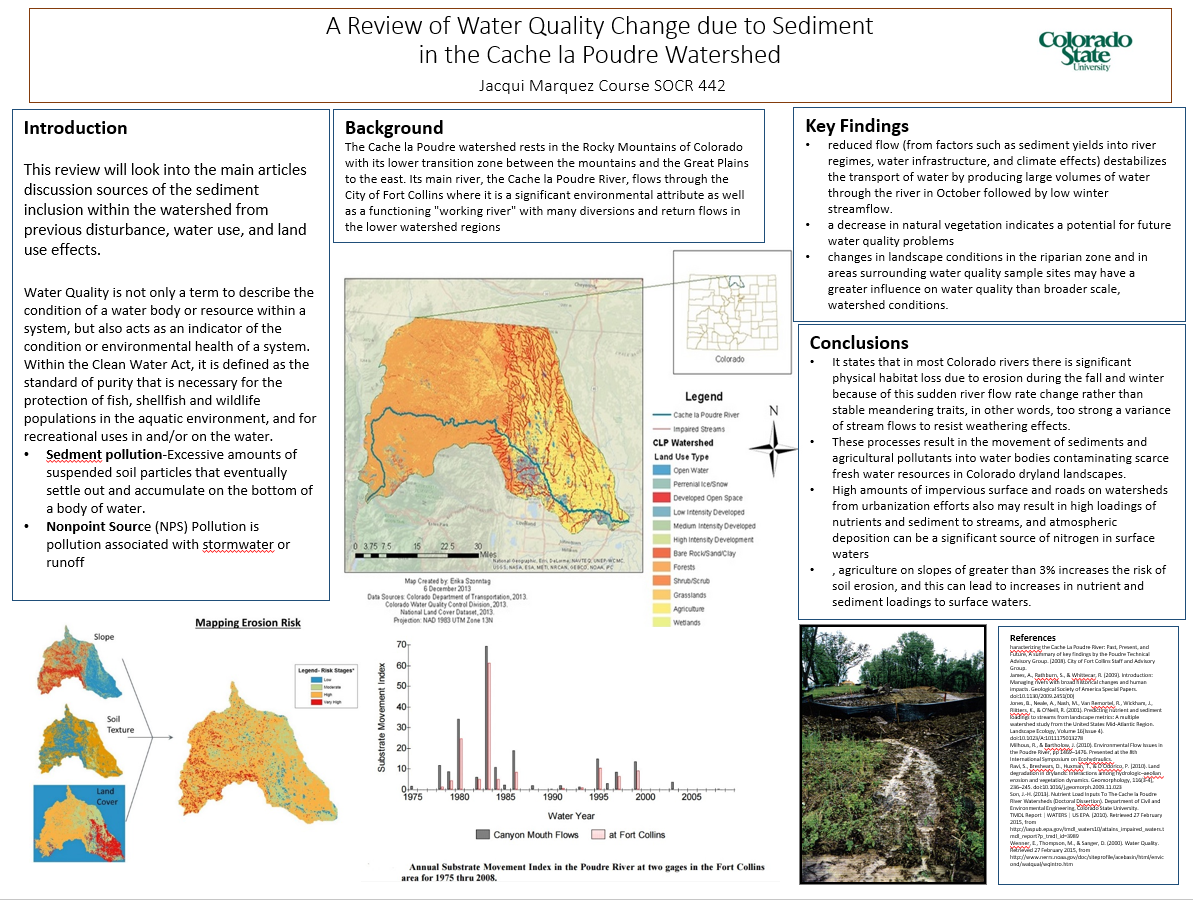 A Review of Water Quality Change due to Sediment
in the Cache la Poudre Watershed
Jacqui Marquez Course SOCR 442
Colorado
State
University
Introduction
This review will look into the main articles
discussion sources of the sediment
inclusion within the watershed from
previous disturbance, water use, and land
use effects.
Water Quality is not only a term to describe the
condition of a water body or resource within a
system, but also acts as an indicator of the
condition or environmental health of a system.
Within the Clean Water Act, it is defined as the
standard of purity that is necessary for the
protection of fish, shellfish and wildlife
populations in the aquatic environment, and for
recreational uses in and/or on the water.
• Sedment pollution-Excessive amounts of
suspended soil particles that eventually
settle out and accumulate on the bottom of
a body of water.
• Nonpoint Source (NPS) Pollution is
pollution associated with stormwater or
runoff
Background
The Cache la Poudre watershed rests in the Rocky Mountains of Colorado
with its lower transition zone between the mountains and the Great Plains
to the east. Its main river, the Cache la Poudre River, flows through the
City of Fort Collins where it is a significant environmental attribute as well
as a functioning "working river" with many diversions and return flows in
the lower watershed regions
Colorado
Legend
Cache la Poudre River
Impaired Streams
CLP Watershed
Land Use Type
Open Water
Perrenial Ice/Snow
Developed Open Space
Low Intensity Developed
Medium Intensity Developed
High Intensity Development
Bare Rock/Sand/Clay
Forests
Shrub/Scrub
Grasslands
Agriculture
Wetlands
N
0 3.75 7.5 15 22.5 30
Miles
National Geographic, Esri, DeLorme, NAVTEQ, UNEP-WCMC,
USGS, NASA, ESA, METI, NRCAN, GEBCO, NOAA, iPC
Map Created by: Erika Szonntag
6 December 2013
Data Sources: Colorado Department of Transportation, 2013.
Colorado Water Quality Control Division, 2013.
National Land Cover Dataset, 2013.
Projection: NAD 1983 UTM Zone 13N
Mapping Erosion Risk
Slope
Soil
Texture
Land
Cover
Legend- Risk Stages*
Low
Moderate
High
Very High
Substrate Movement Index
70
60
50
40
30
20
10
0
1975 1980 1985 1990 1995 2000 2005
Water Year
Canyon Mouth Flows at Fort Collins
Annual Substrate Movement Index in the Poudre River at two gages in the Fort Collins
area for 1975 thru 2008.
Key Findings
• reduced flow (from factors such as sediment yields into river
regimes, water infrastructure, and climate effects) destabilizes
the transport of water by producing large volumes of water
through the river in October followed by low winter
streamflow.
• a decrease in natural vegetation indicates a potential for future
water quality problems
• changes in landscape conditions in the riparian zone and in
areas surrounding water quality sample sites may have a
greater influence on water quality than broader scale,
watershed conditions.
Conclusions
• It states that in most Colorado rivers there is significant
physical habitat loss due to erosion during the fall and winter
because of this sudden river flow rate change rather than
stable meandering traits, in other words, too strong a variance
of stream flows to resist weathering effects.
• These processes result in the movement of sediments and
agricultural pollutants into water bodies contaminating scarce
fresh water resources in Colorado dryland landscapes.
• High amounts of impervious surface and roads on watersheds
from urbanization efforts also may result in high loadings of
nutrients and sediment to streams, and atmospheric
deposition can be a significant source of nitrogen in surface
waters
• , agriculture on slopes of greater than 3% increases the risk of
soil erosion, and this can lead to increases in nutrient and
sediment loadings to surface waters.
References
haracterizing the Cache La Poudre River: Past, Present, and
Future, A summary of key findings by the Poudre Technical
Advisory Group. (2008). City of Fort Collins Staff and Advisory
Group.
James, A., Rathburn, S., & Whittecar, R. (2009). Introduction:
Managing rivers with broad historical changes and human
impacts. Geological Society of America Special Papers.
doi:10.1130/2009.2451(00)
Jones, B., Neale, A., Nash, M., Van Remortel, R., Wickham, J.,
Riitters, K., & O'Neill, R. (2001). Predicting nutrient and sediment
loadings to streams from landscape metrics: A multiple
watershed study from the United States Mid-Atlantic Region.
Landscape Ecology, Volume 16(Issue 4).
doi:10.1023/A:1011175013278
Milhous, R., & Bartholow, J. (2010). Environmental Flow Issues in
the Poudre River, pp 1469–1476. Presented at the 8th
International Symposium on Ecohydraulics.
Ravi, S., Breshears, D., Huxman, T., & D'Odorico, P. (2010). Land
degradation in drylands: Interactions among hydrologic–aeolian
erosion and vegetation dynamics. Geomorphology, 116(3-4),
236–245. doi:10.1016/j.geomorph.2009.11.023
Son, J.-H. (2013). Nutrient Load Inputs To The Cache la Poudre
River Watersheds (Doctoral Dissertion). Department of Civil and
Environmental Engineering, Colorado State University.
TMDL Report | WATERS | US EPA. (2010). Retrieved 27 February
2015, from
http://iaspub.epa.gov/tmdl_waters10/attains_impaired_waters.t
mdl_report?p_tmdl_id=3989
Wenner, E., Thompson, M., & Sanger, D. (2000). Water Quality.
Retrieved 27 February 2015, from
http://www.nerrs.noaa.gov/doc/siteprofile/acebasin/html/envic
ond/watqual/wqintro.htm